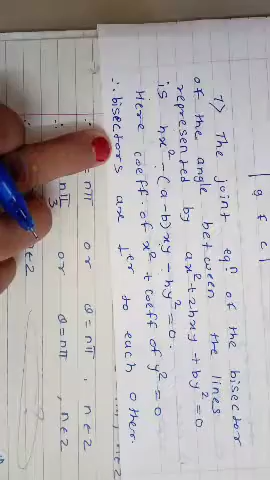 | g f c |
7) The joint eqn of the bisector
of the angle between the lines
represented by ax²+2hxy+by²=0
is hx²-(a-b)xy-hy²=0.
Here coeff of x² + coeff of y²=0
∴ bisectors are ⊥er to each other.
= nπ or θ=nπ, n∈Z
nπ/3 or θ=nπ, n∈Z
n∈Z